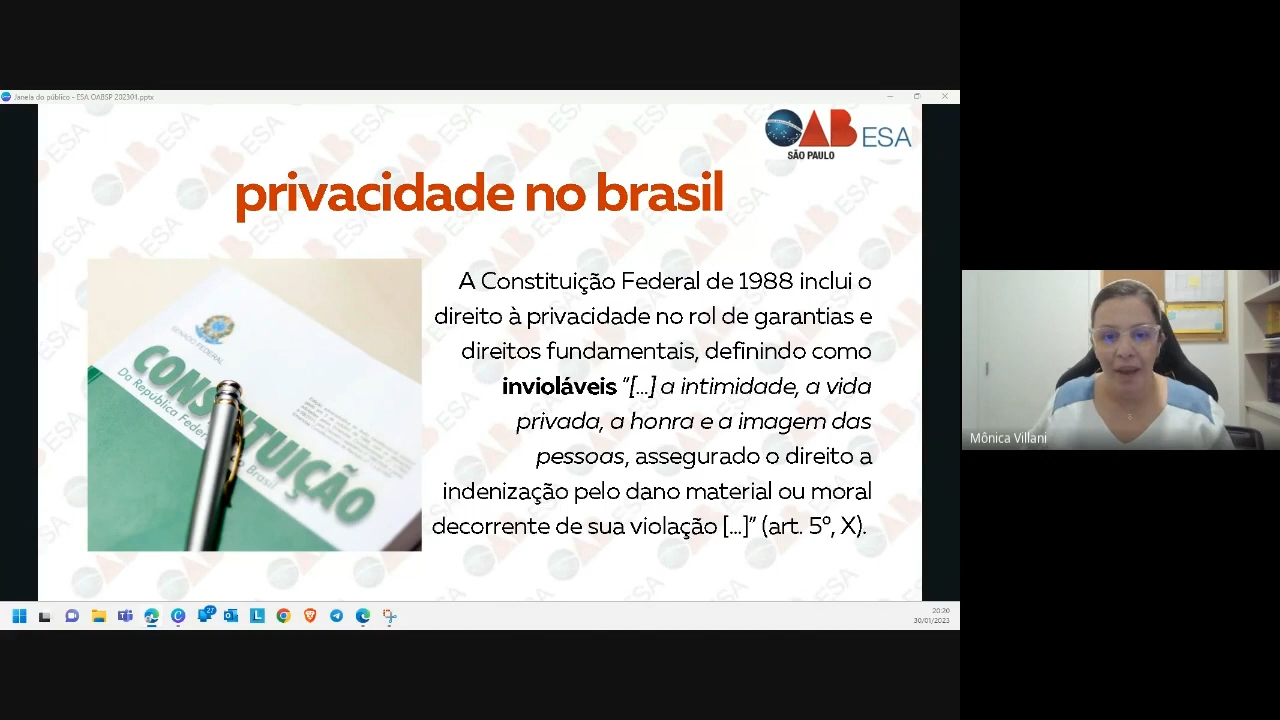 Janela do público - ESA OABSP 202304.pptx
OAB ESA
SÃO PAULO
privacidade no brasil
A Constituição Federal de 1988 inclui o
direito à privacidade no rol de garantias e
direitos fundamentais, definindo como
invioláveis "[...] a intimidade, a vida
privada, a honra e a imagem das
pessoas, assegurado o direito a
indenização pelo dano material ou moral
decorrente de sua violação [...]" (art. 5º, X).
SENADO FEDERAL
CONSTITUIÇÃO
Da República Federativa do Brasil
Mônica Villani
27
20:20
30/01/2023